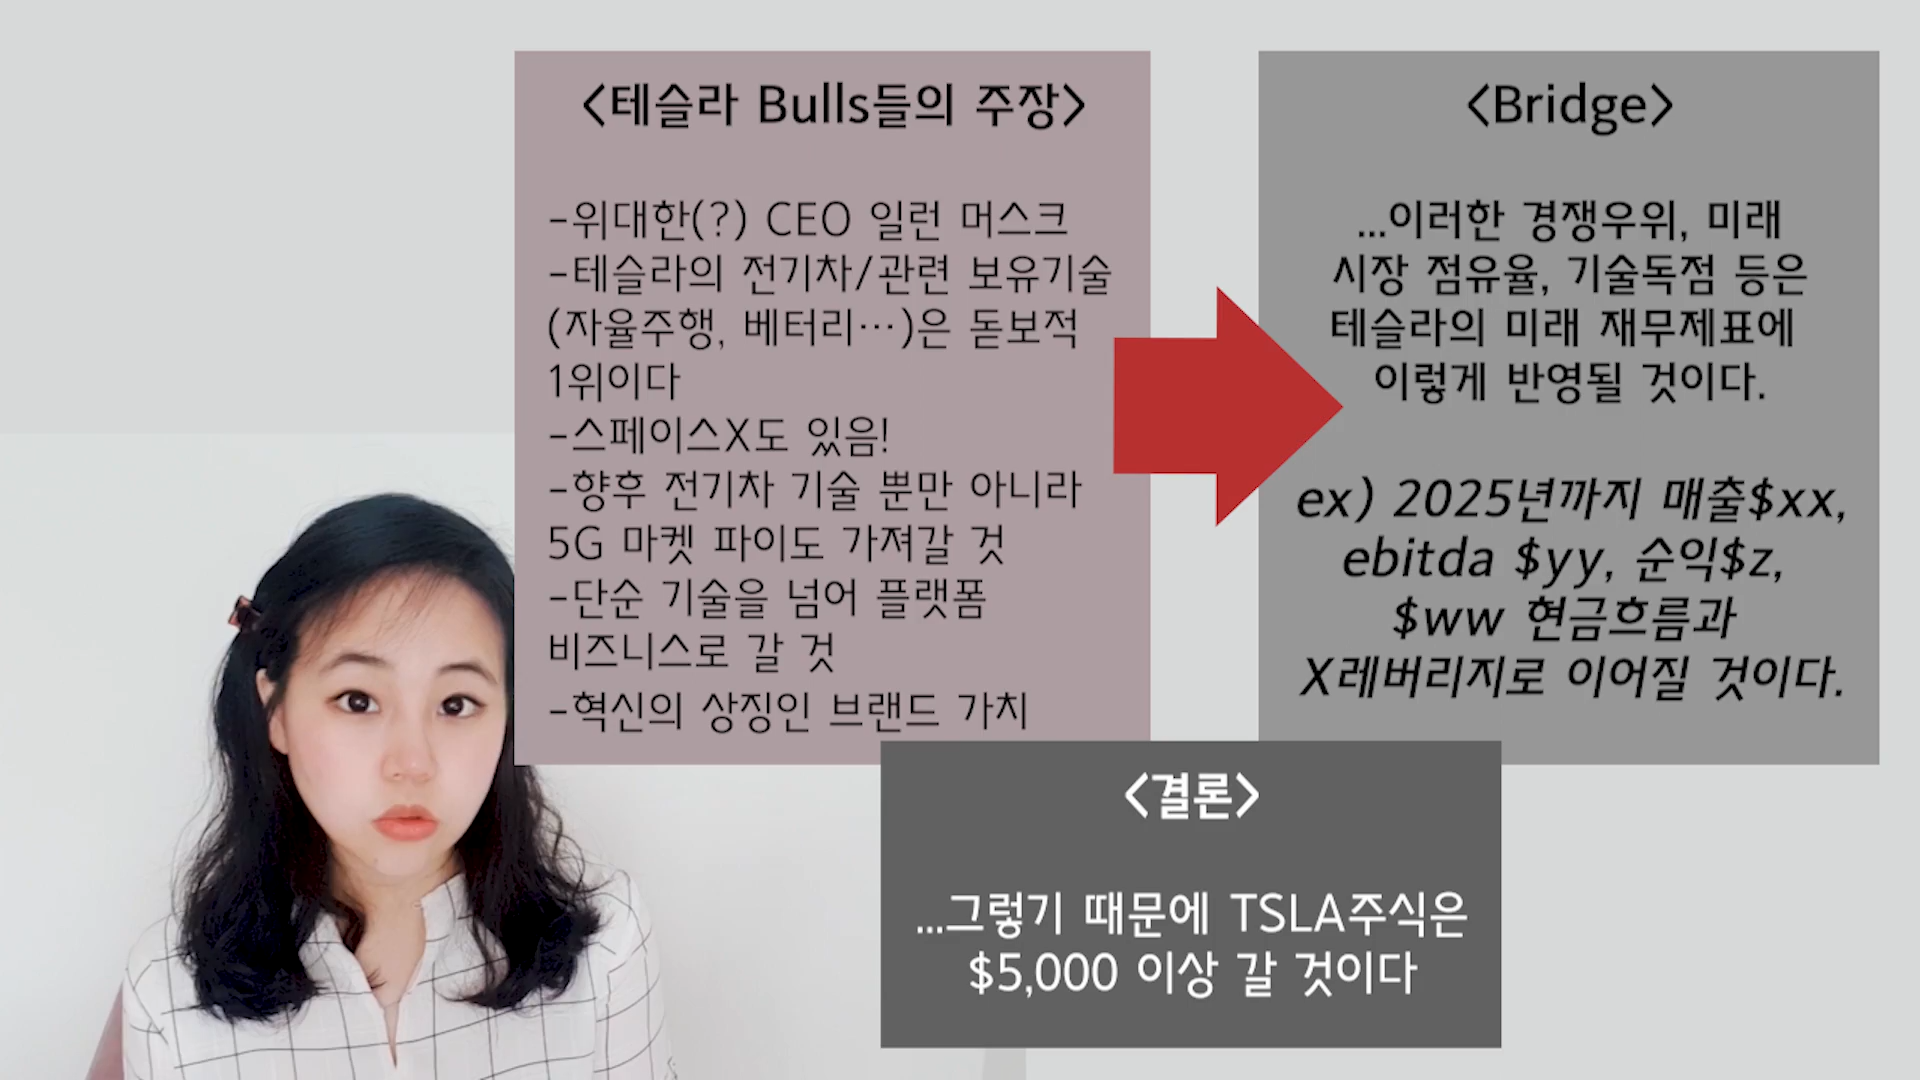 <테슬라 Bulls들의 주장>
-위대한(?) CEO 일런 머스크
-테슬라의 전기차/관련 보유기술
(자율주행, 베터리…)은 돋보적
1위이다
-스페이스X도 있음!
-향후 전기차 기술 뿐만 아니라
5G 마켓 파이도 가져갈 것
-단순 기술을 넘어 플랫폼
비즈니스로 갈 것
-혁신의 상징인 브랜드 가치
<Bridge>
...이러한 경쟁우위, 미래
시장 점유율, 기술독점 등은
테슬라의 미래 재무제표에
이렇게 반영될 것이다.
ex) 2025년까지 매출$xx,
ebitda $yy, 순익$z,
$ww 현금흐름과
X레버리지로 이어질 것이다.
<결론>
...그렇기 때문에 TSLA주식은
$5,000 이상 갈 것이다